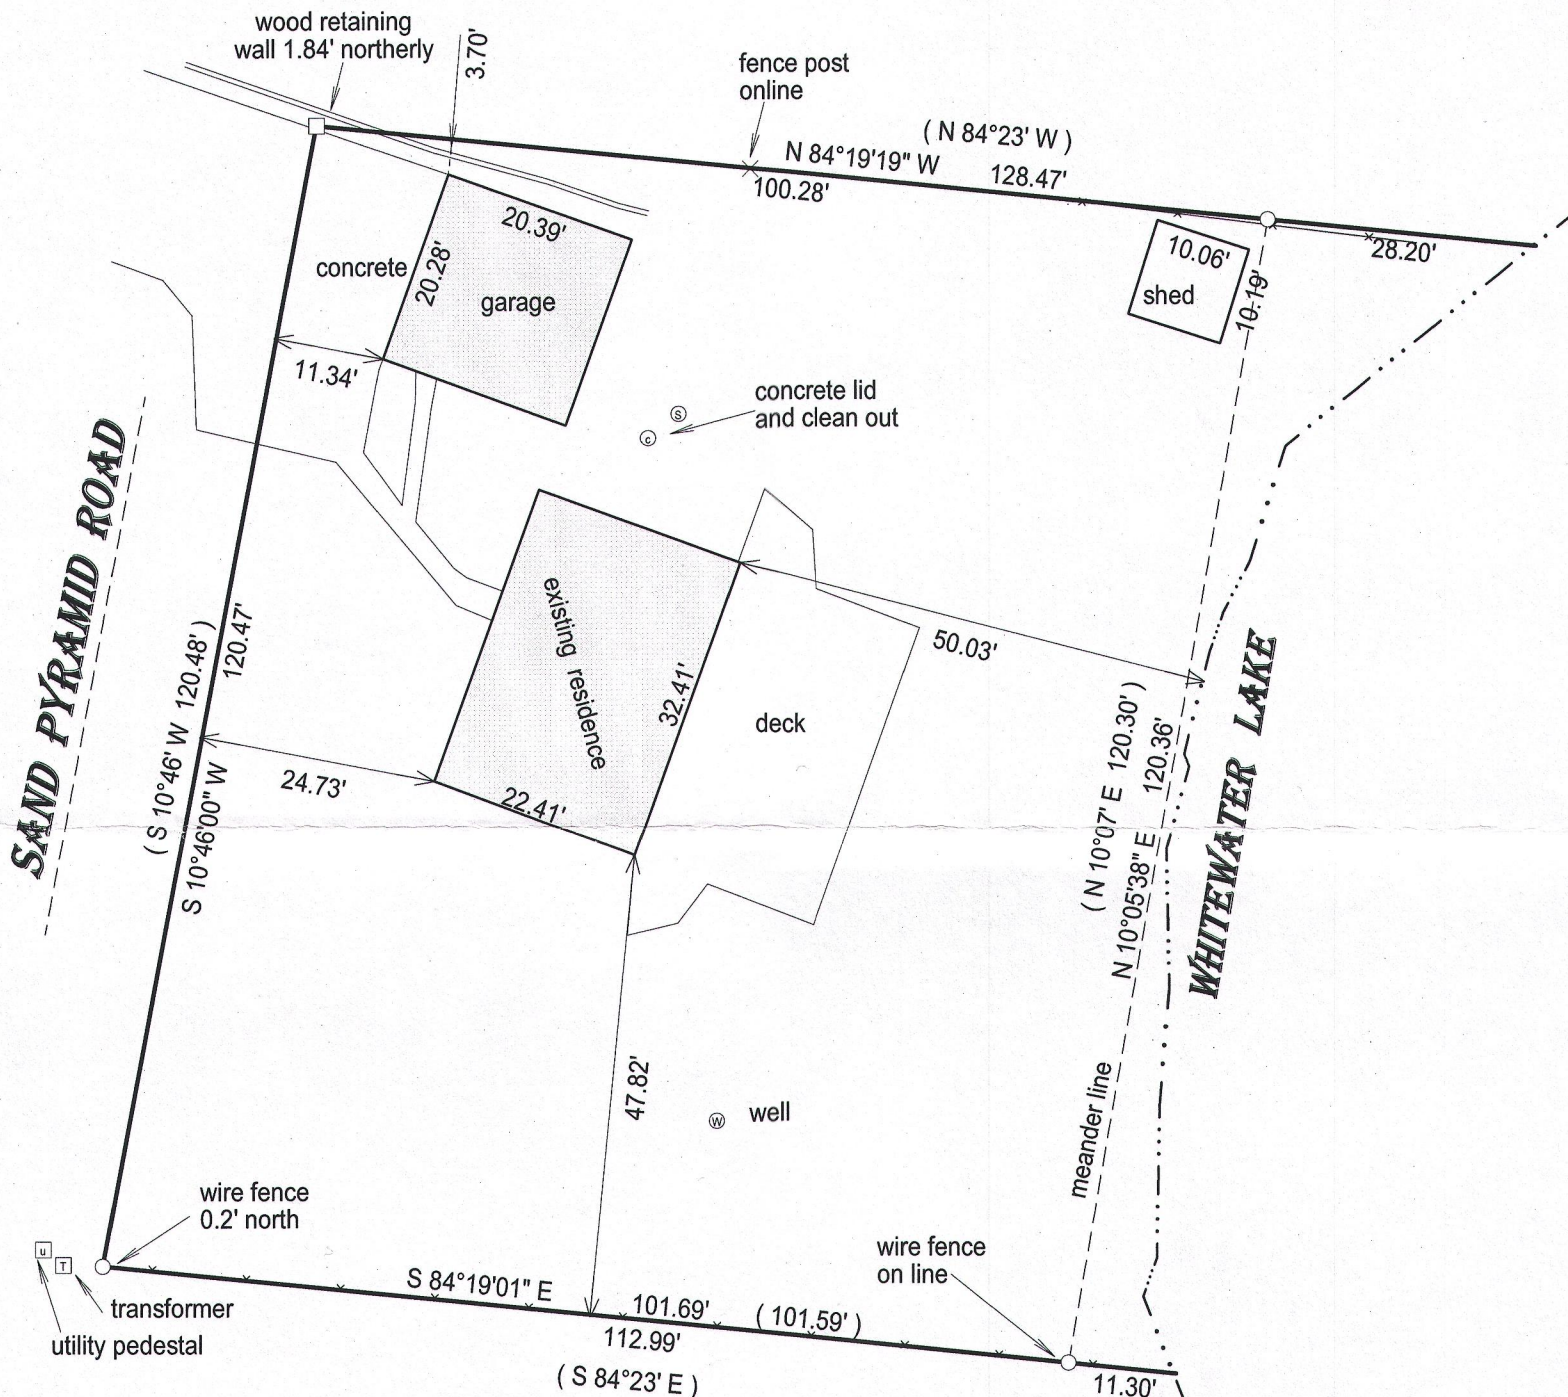 wood retaining
wall 1.84' northerly
3.70'
fence post
online
( N 84°23' W )
N 84°19'19" W
128.47'
100.28'
28.20'
20.39'
20.28'
concrete
garage
10.06'
shed
10.19'
11.34'
concrete lid
and clean out
S
c
SAND PYRAMID ROAD
( S 10°46' W 120.48' )
120.47'
S 10°46'00" W
existing residence
32.41'
22.41'
24.73'
deck
50.03'
( N 10°07' E 120.30' )
N 10°05'38" E 120.36'
WHITEWATER LAKE
meander line
47.82'
W
well
wire fence
0.2' north
u
T
transformer
utility pedestal
wire fence
on line
S 84°19'01" E
101.69'
( 101.59' )
112.99'
( S 84°23' E )
11.30'